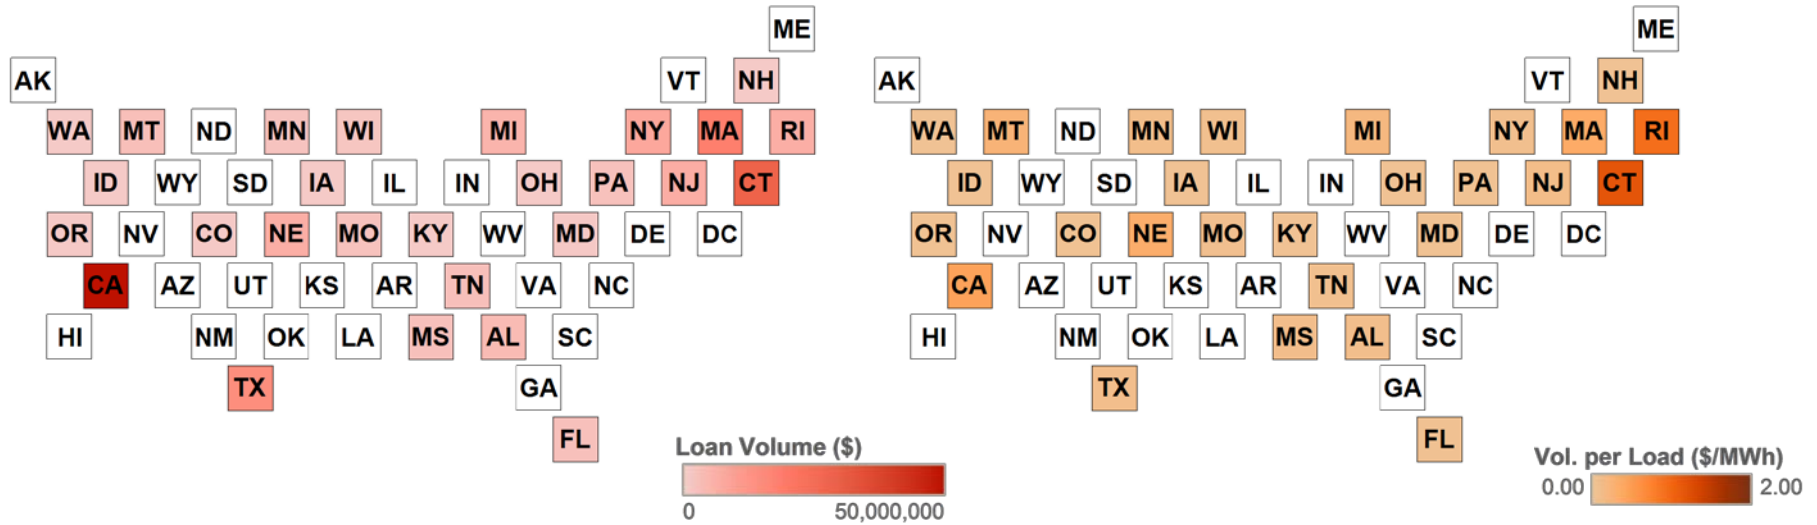 ME
AK VT NH
WA MT ND MN WI MI NY MA RI
ID WY SD IA IL IN OH PA NJ CT
OR NV CO NE MO KY WV MD DE DC
CA AZ UT KS AR TN VA NC
HI NM OK LA MS AL SC
TX GA
FL
Loan Volume ($)
0 50,000,000
ME
AK VT NH
WA MT ND MN WI MI NY MA RI
ID WY SD IA IL IN OH PA NJ CT
OR NV CO NE MO KY WV MD DE DC
CA AZ UT KS AR TN VA NC
HI NM OK LA MS AL SC
TX GA
FL
Vol. per Load ($/MWh)
0.00 2.00